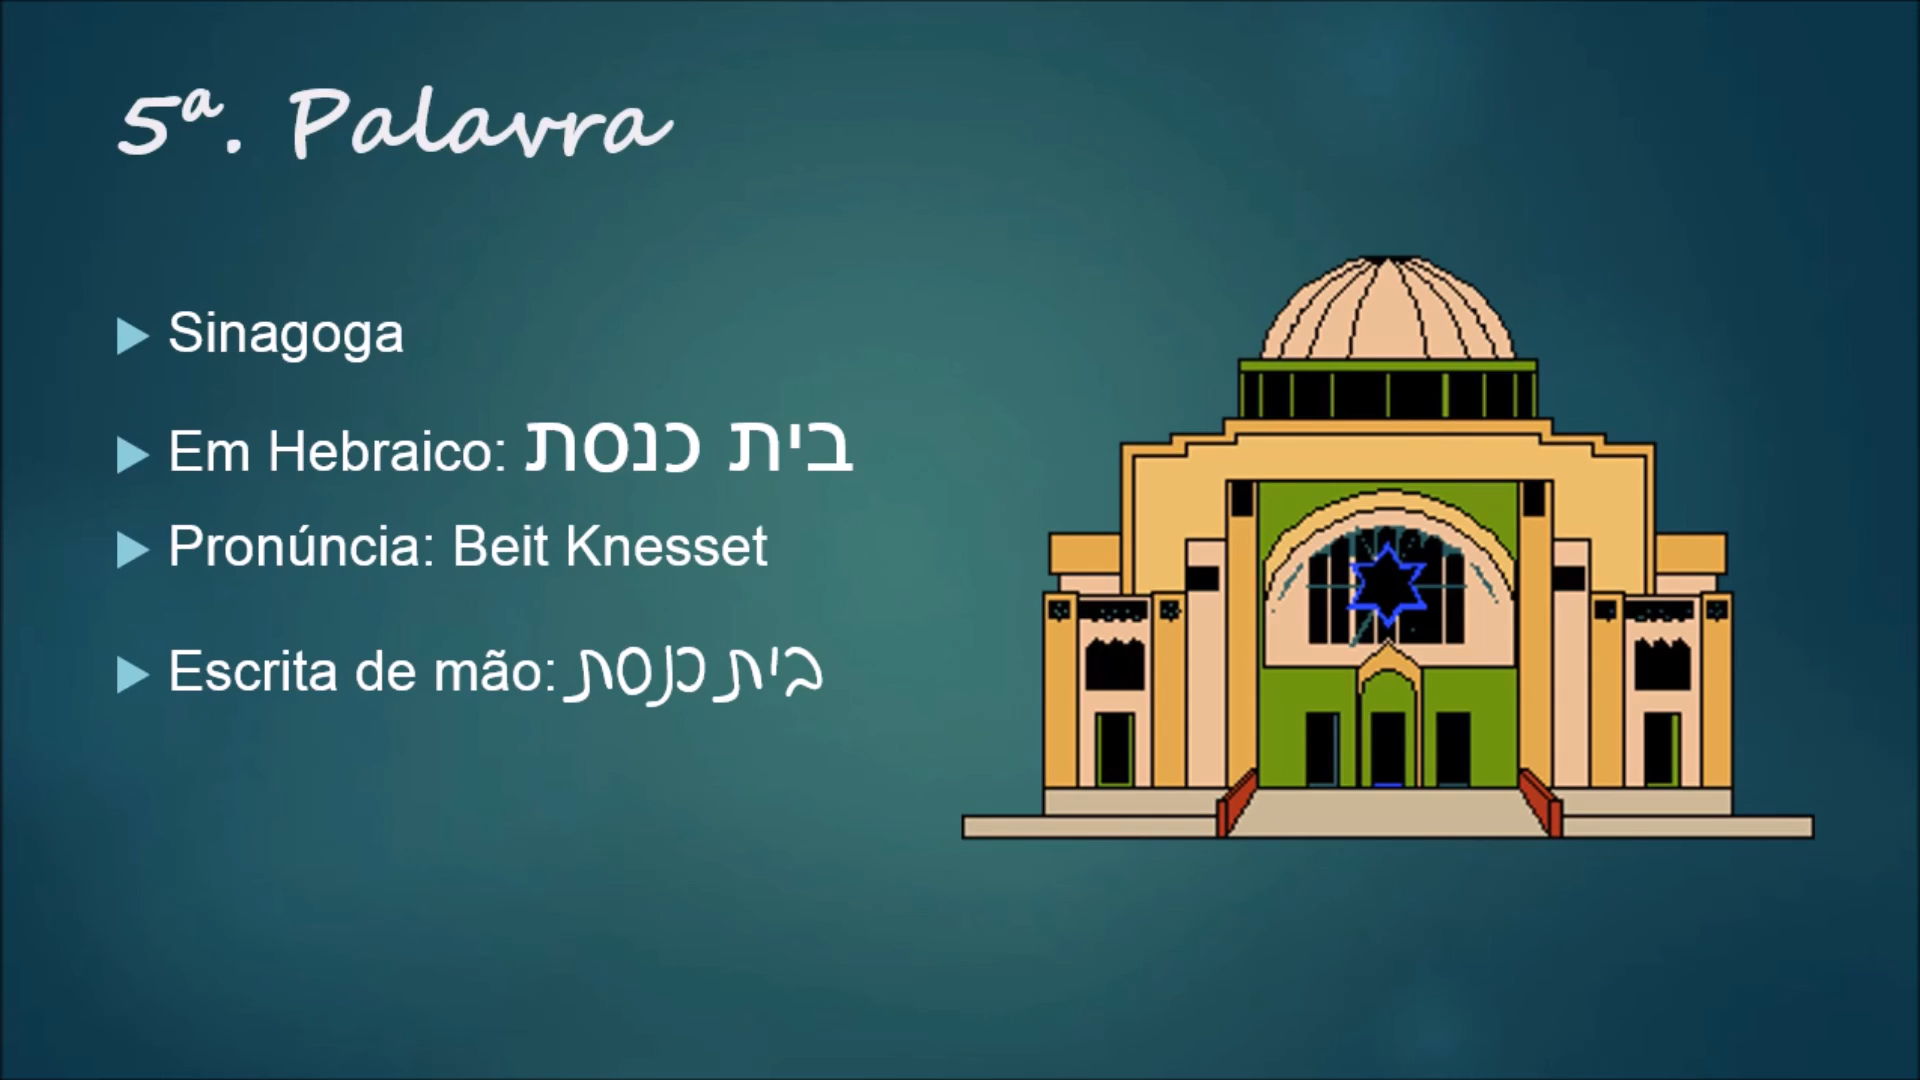 5ª. Palavra
Sinagoga
Em Hebraico: בית כנסת
Pronúncia: Beit Knesset
Escrita de mão: בית כנסת